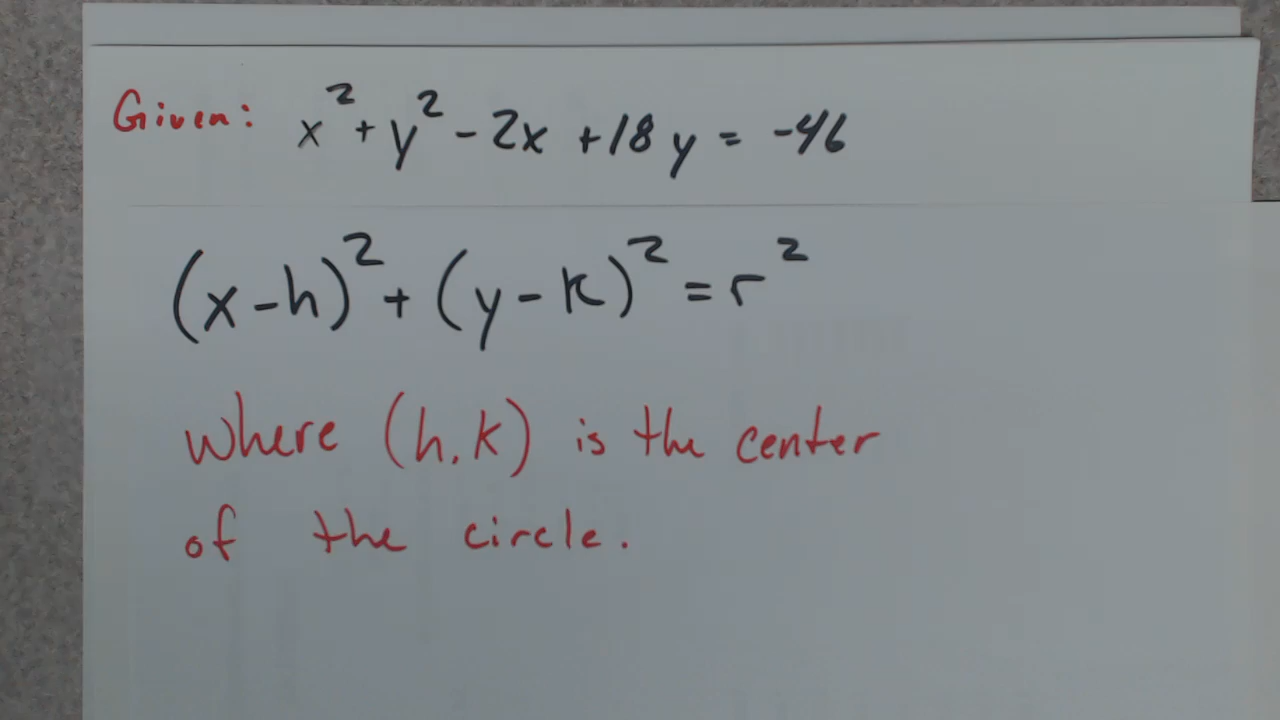 Given: x² + y² - 2x + 18y = -46
(x - h)² + (y - k)² = r²
where (h, k) is the center
of the circle.